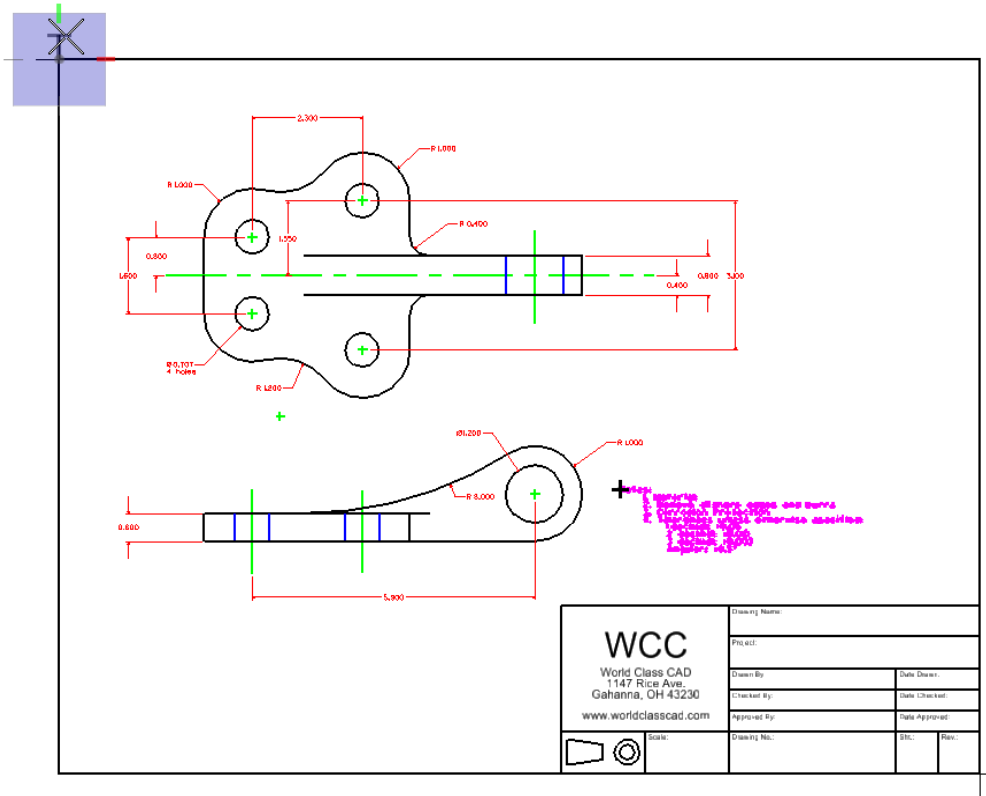 2.300
R 1.000
R 1.000
R 0.400
1.550
0.800
1.600
0.800
3.100
0.400
4 holes
R 1.200
Ø1.200
R 1.000
R 8.000
0.600
5.900
WCC
World Class CAD
1147 Rice Ave.
Gahanna, OH 43230
www.worldclasscad.com
Drawing Name:
Project:
Drawn By
Date Drawn:
Checked By:
Date Checked:
Approved By:
Date Approved:
Scale:
Drawing No.:
Sht.:
Rev.: